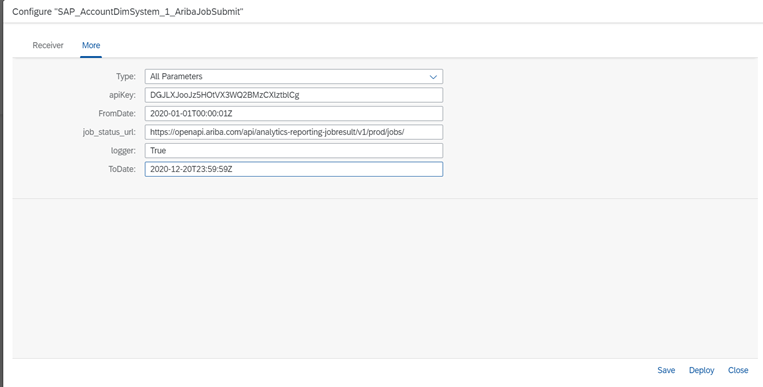 Configure "SAP_AccountDimSystem_1_AribaJobSubmit"
Receiver More
Type: All Parameters
apiKey: DGJLXJooJz5HOtVX3WQ2BMzCXIztblCg
FromDate: 2020-01-01T00:00:01Z
job_status_url: https://openapi.ariba.com/api/analytics-reporting-jobresult/v1/prod/jobs/
logger: True
ToDate: 2020-12-20T23:59:59Z
Save Deploy Close